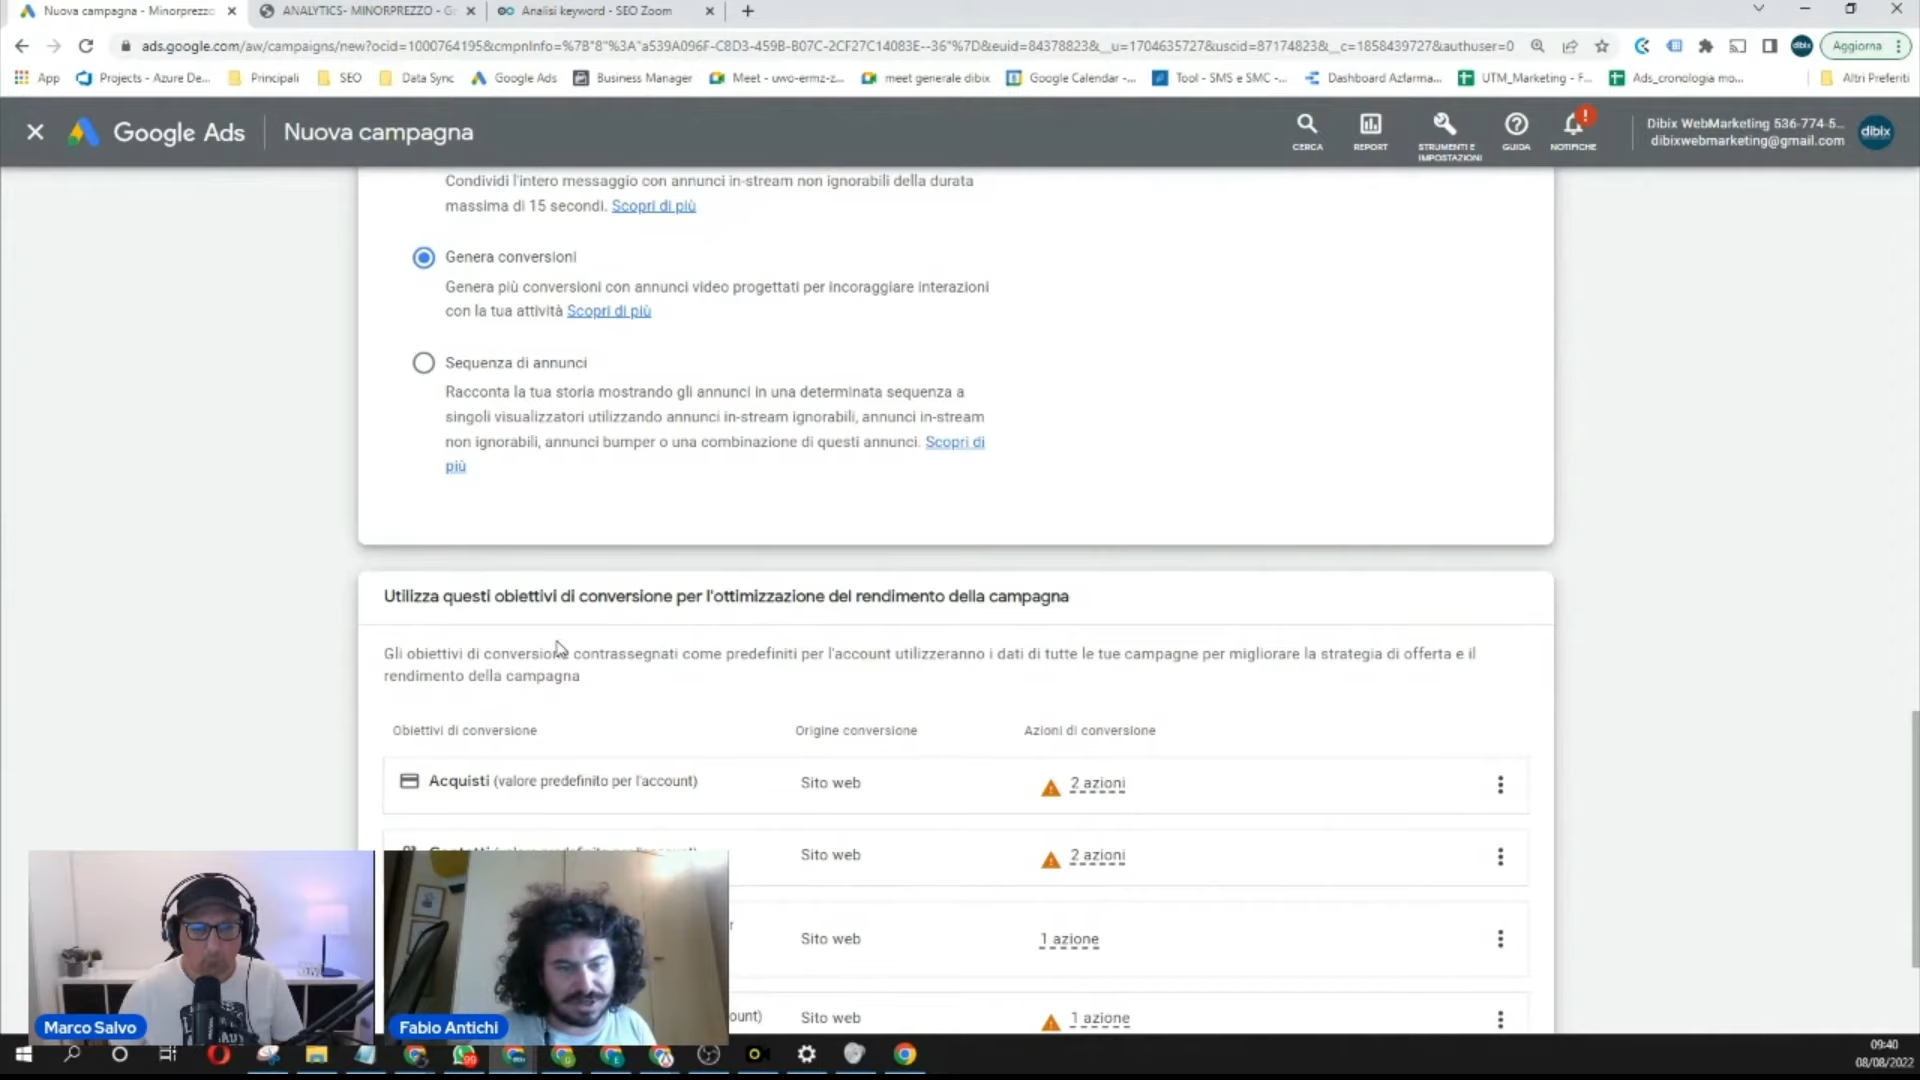 Nuova campagna - Minorprezzo
ANALYTICS- MINORPREZZO - G
Analisi keyword - SEO Zoom
ads.google.com/aw/campaigns/new?ocid=1000764195&cmpnInfo=%7B"8"%3A"a539A096F-C8D3-459B-B07C-2CF27C14083E--36"%7D&euid=84378823&__u=1704635727&uscid=87174823&__c=1858439727&authuser=0
Aggiorna
App
Projects - Azure De...
Principali
SEO
Data Sync
Google Ads
Business Manager
Meet - uwo-ermz-z...
meet generale dibix
Google Calendar -...
Tool - SMS e SMC -...
Dashboard Azfarma...
UTM_Marketing - F...
Ads_cronologia mo...
Altri Preferiti
Google Ads
Nuova campagna
CERCA
REPORT
STRUMENTI E IMPOSTAZIONI
GUIDA
NOTIFICHE
Dibix WebMarketing 536-774-5...
dibixwebmarketing@gmail.com
dibix
Condividi l'intero messaggio con annunci in-stream non ignorabili della durata
massima di 15 secondi. Scopri di più
Genera conversioni
Genera più conversioni con annunci video progettati per incoraggiare interazioni
con la tua attività Scopri di più
Sequenza di annunci
Racconta la tua storia mostrando gli annunci in una determinata sequenza a
singoli visualizzatori utilizzando annunci in-stream ignorabili, annunci in-stream
non ignorabili, annunci bumper o una combinazione di questi annunci. Scopri di
più
Utilizza questi obiettivi di conversione per l'ottimizzazione del rendimento della campagna
Gli obiettivi di conversione contrassegnati come predefiniti per l'account utilizzeranno i dati di tutte le tue campagne per migliorare la strategia di offerta e il
rendimento della campagna
Obiettivi di conversione
Origine conversione
Azioni di conversione
Acquisti (valore predefinito per l'account)
Sito web
2 azioni
Sito web
2 azioni
Sito web
1 azione
ount)
Sito web
1 azione
Marco Salvo
Fabio Antichi
99
09:40
08/08/2022